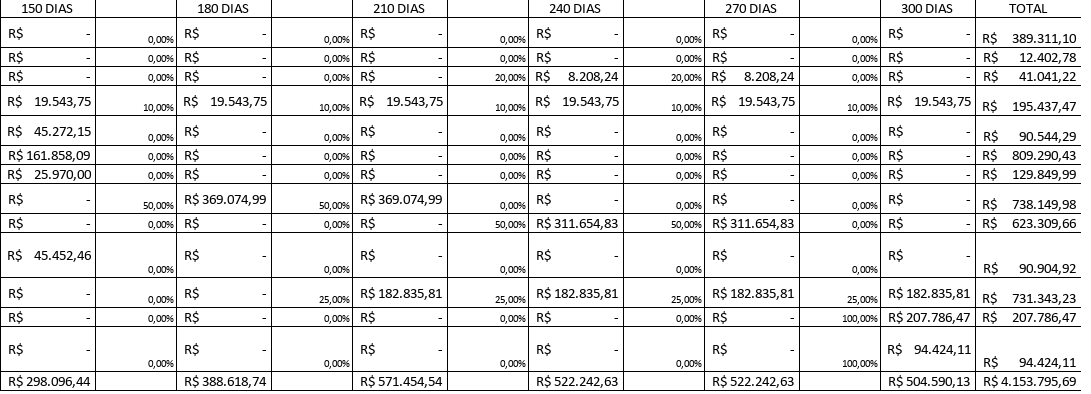 150 DIAS 180 DIAS 210 DIAS 240 DIAS 270 DIAS 300 DIAS TOTAL
R$ - 0,00% R$ - 0,00% R$ - 0,00% R$ - 0,00% R$ - 0,00% R$ - R$ 389.311,10
R$ - 0,00% R$ - 0,00% R$ - 0,00% R$ - 0,00% R$ - 0,00% R$ - R$ 12.402,78
R$ - 0,00% R$ - 0,00% R$ - 20,00% R$ 8.208,24 20,00% R$ 8.208,24 0,00% R$ - R$ 41.041,22
R$ 19.543,75 10,00% R$ 19.543,75 10,00% R$ 19.543,75 10,00% R$ 19.543,75 10,00% R$ 19.543,75 10,00% R$ 19.543,75 R$ 195.437,47
R$ 45.272,15 0,00% R$ - 0,00% R$ - 0,00% R$ - 0,00% R$ - 0,00% R$ - R$ 90.544,29
R$ 161.858,09 0,00% R$ - 0,00% R$ - 0,00% R$ - 0,00% R$ - 0,00% R$ - R$ 809.290,43
R$ 25.970,00 0,00% R$ - 0,00% R$ - 0,00% R$ - 0,00% R$ - 0,00% R$ - R$ 129.849,99
R$ - 50,00% R$ 369.074,99 50,00% R$ 369.074,99 0,00% R$ - 0,00% R$ - 0,00% R$ - R$ 738.149,98
R$ - 0,00% R$ - 0,00% R$ - 50,00% R$ 311.654,83 50,00% R$ 311.654,83 0,00% R$ - R$ 623.309,66
R$ 45.452,46 0,00% R$ - 0,00% R$ - 0,00% R$ - 0,00% R$ - 0,00% R$ - R$ 90.904,92
R$ - 0,00% R$ - 25,00% R$ 182.835,81 25,00% R$ 182.835,81 25,00% R$ 182.835,81 25,00% R$ 182.835,81 R$ 731.343,23
R$ - 0,00% R$ - 0,00% R$ - 0,00% R$ - 0,00% R$ - 100,00% R$ 207.786,47 R$ 207.786,47
R$ - 0,00% R$ - 0,00% R$ - 0,00% R$ - 0,00% R$ - 100,00% R$ 94.424,11 R$ 94.424,11
R$ 298.096,44 R$ 388.618,74 R$ 571.454,54 R$ 522.242,63 R$ 522.242,63 R$ 504.590,13 R$ 4.153.795,69